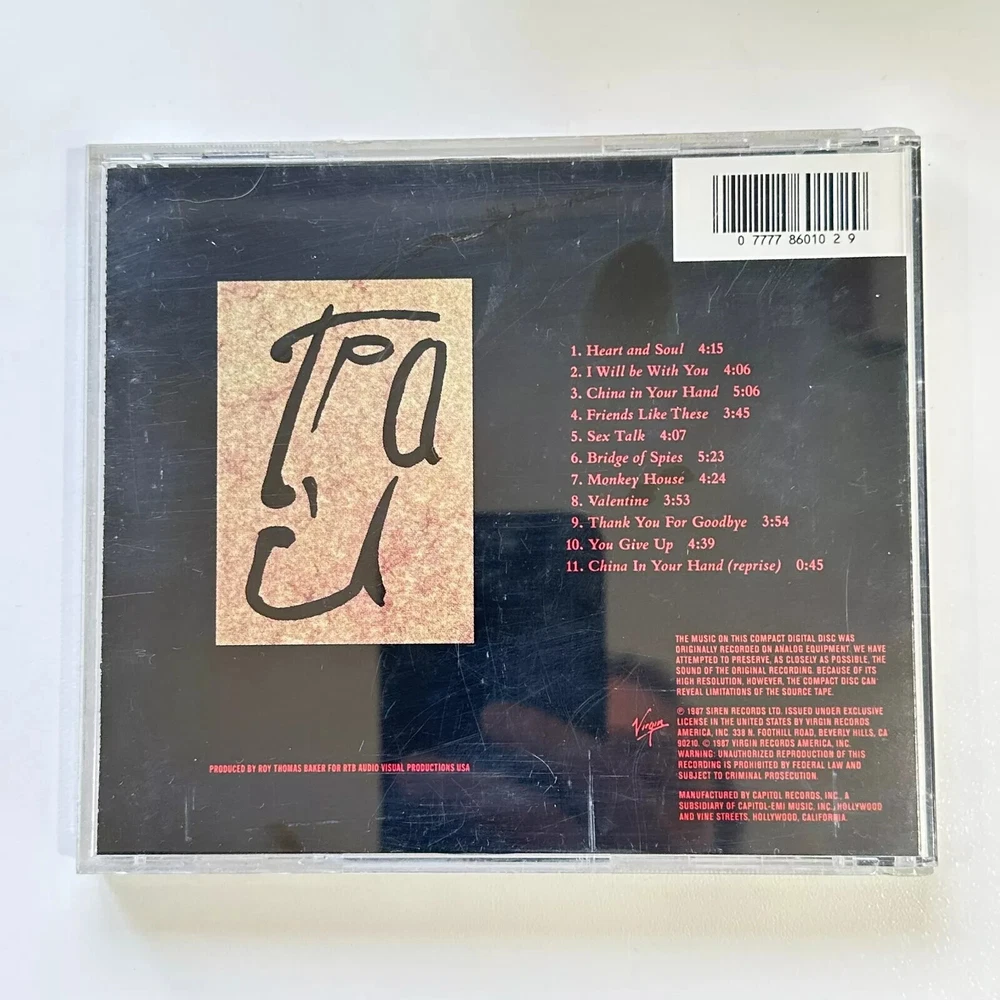 0 7777 86010 2 9
T'PAU
1. Heart and Soul 4:15
2. I Will be With You 4:06
3. China in Your Hand 5:06
4. Friends Like These 3:45
5. Sex Talk 4:07
6. Bridge of Spies 5:23
7. Monkey House 4:24
8. Valentine 3:53
9. Thank You For Goodbye 3:54
10. You Give Up 4:39
11. China In Your Hand (reprise) 0:45
THE MUSIC ON THIS COMPACT DIGITAL DISC WAS
ORIGINALLY RECORDED ON ANALOG EQUIPMENT. WE HAVE
ATTEMPTED TO PRESERVE, AS CLOSELY AS POSSIBLE, THE
SOUND OF THE ORIGINAL RECORDING. BECAUSE OF ITS
HIGH RESOLUTION, HOWEVER, THE COMPACT DISC CAN
REVEAL LIMITATIONS OF THE SOURCE TAPE.
Virgin
℗ 1987 SIREN RECORDS LTD. ISSUED UNDER EXCLUSIVE
LICENSE IN THE UNITED STATES BY VIRGIN RECORDS
AMERICA, INC. 338 N. FOOTHILL ROAD, BEVERLY HILLS, CA
90210. © 1987 VIRGIN RECORDS AMERICA, INC.
WARNING: UNAUTHORIZED REPRODUCTION OF THIS
RECORDING IS PROHIBITED BY FEDERAL LAW AND
SUBJECT TO CRIMINAL PROSECUTION.
PRODUCED BY ROY THOMAS BAKER FOR RTB AUDIO VISUAL PRODUCTIONS USA
MANUFACTURED BY CAPITOL RECORDS, INC., A
SUBSIDIARY OF CAPITOL-EMI MUSIC, INC., HOLLYWOOD
AND VINE STREETS, HOLLYWOOD, CALIFORNIA.